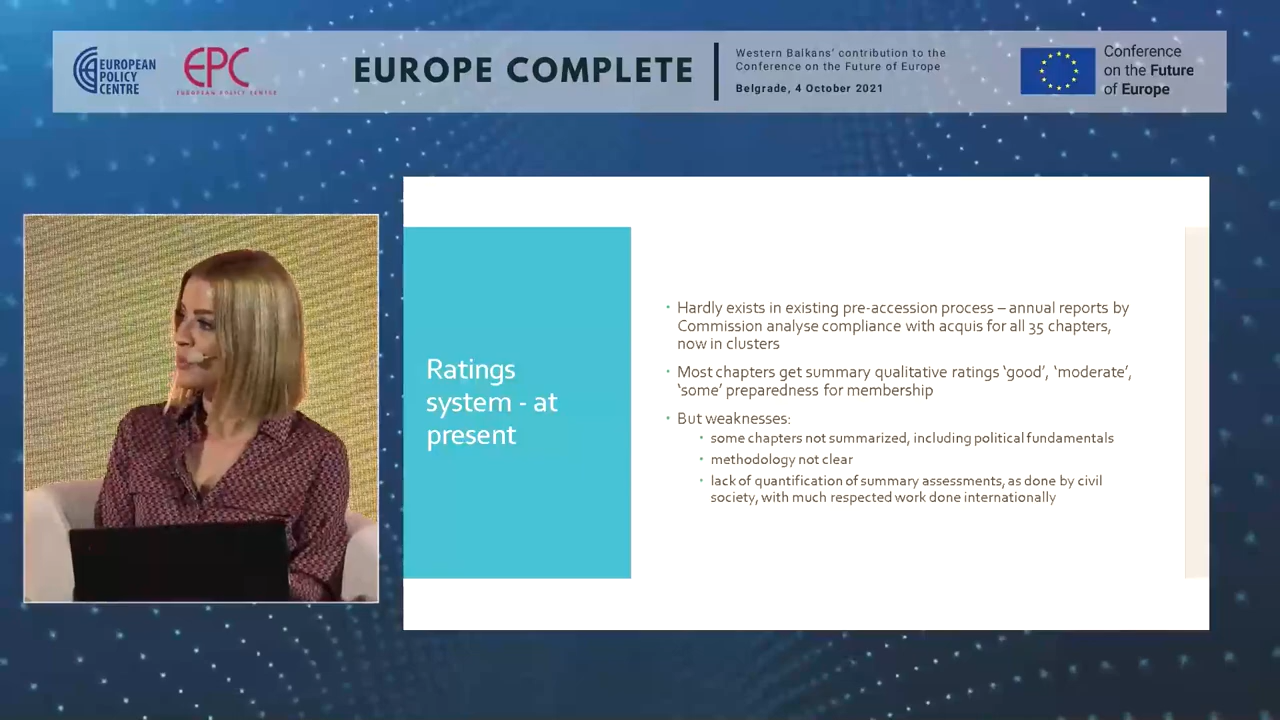 EUROPEAN
POLICY
CENTRE
EPC
EUROPEAN POLICY CENTRE
EUROPE COMPLETE
Western Balkans' contribution to the
Conference on the Future of Europe
Belgrade, 4 October 2021
Conference
on the Future
of Europe
Ratings
system - at
present
• Hardly exists in existing pre-accession process – annual reports by
Commission analyse compliance with acquis for all 35 chapters,
now in clusters
• Most chapters get summary qualitative ratings ‘good’, ‘moderate’,
‘some’ preparedness for membership
• But weaknesses:
• some chapters not summarized, including political fundamentals
• methodology not clear
• lack of quantification of summary assessments, as done by civil
society, with much respected work done internationally